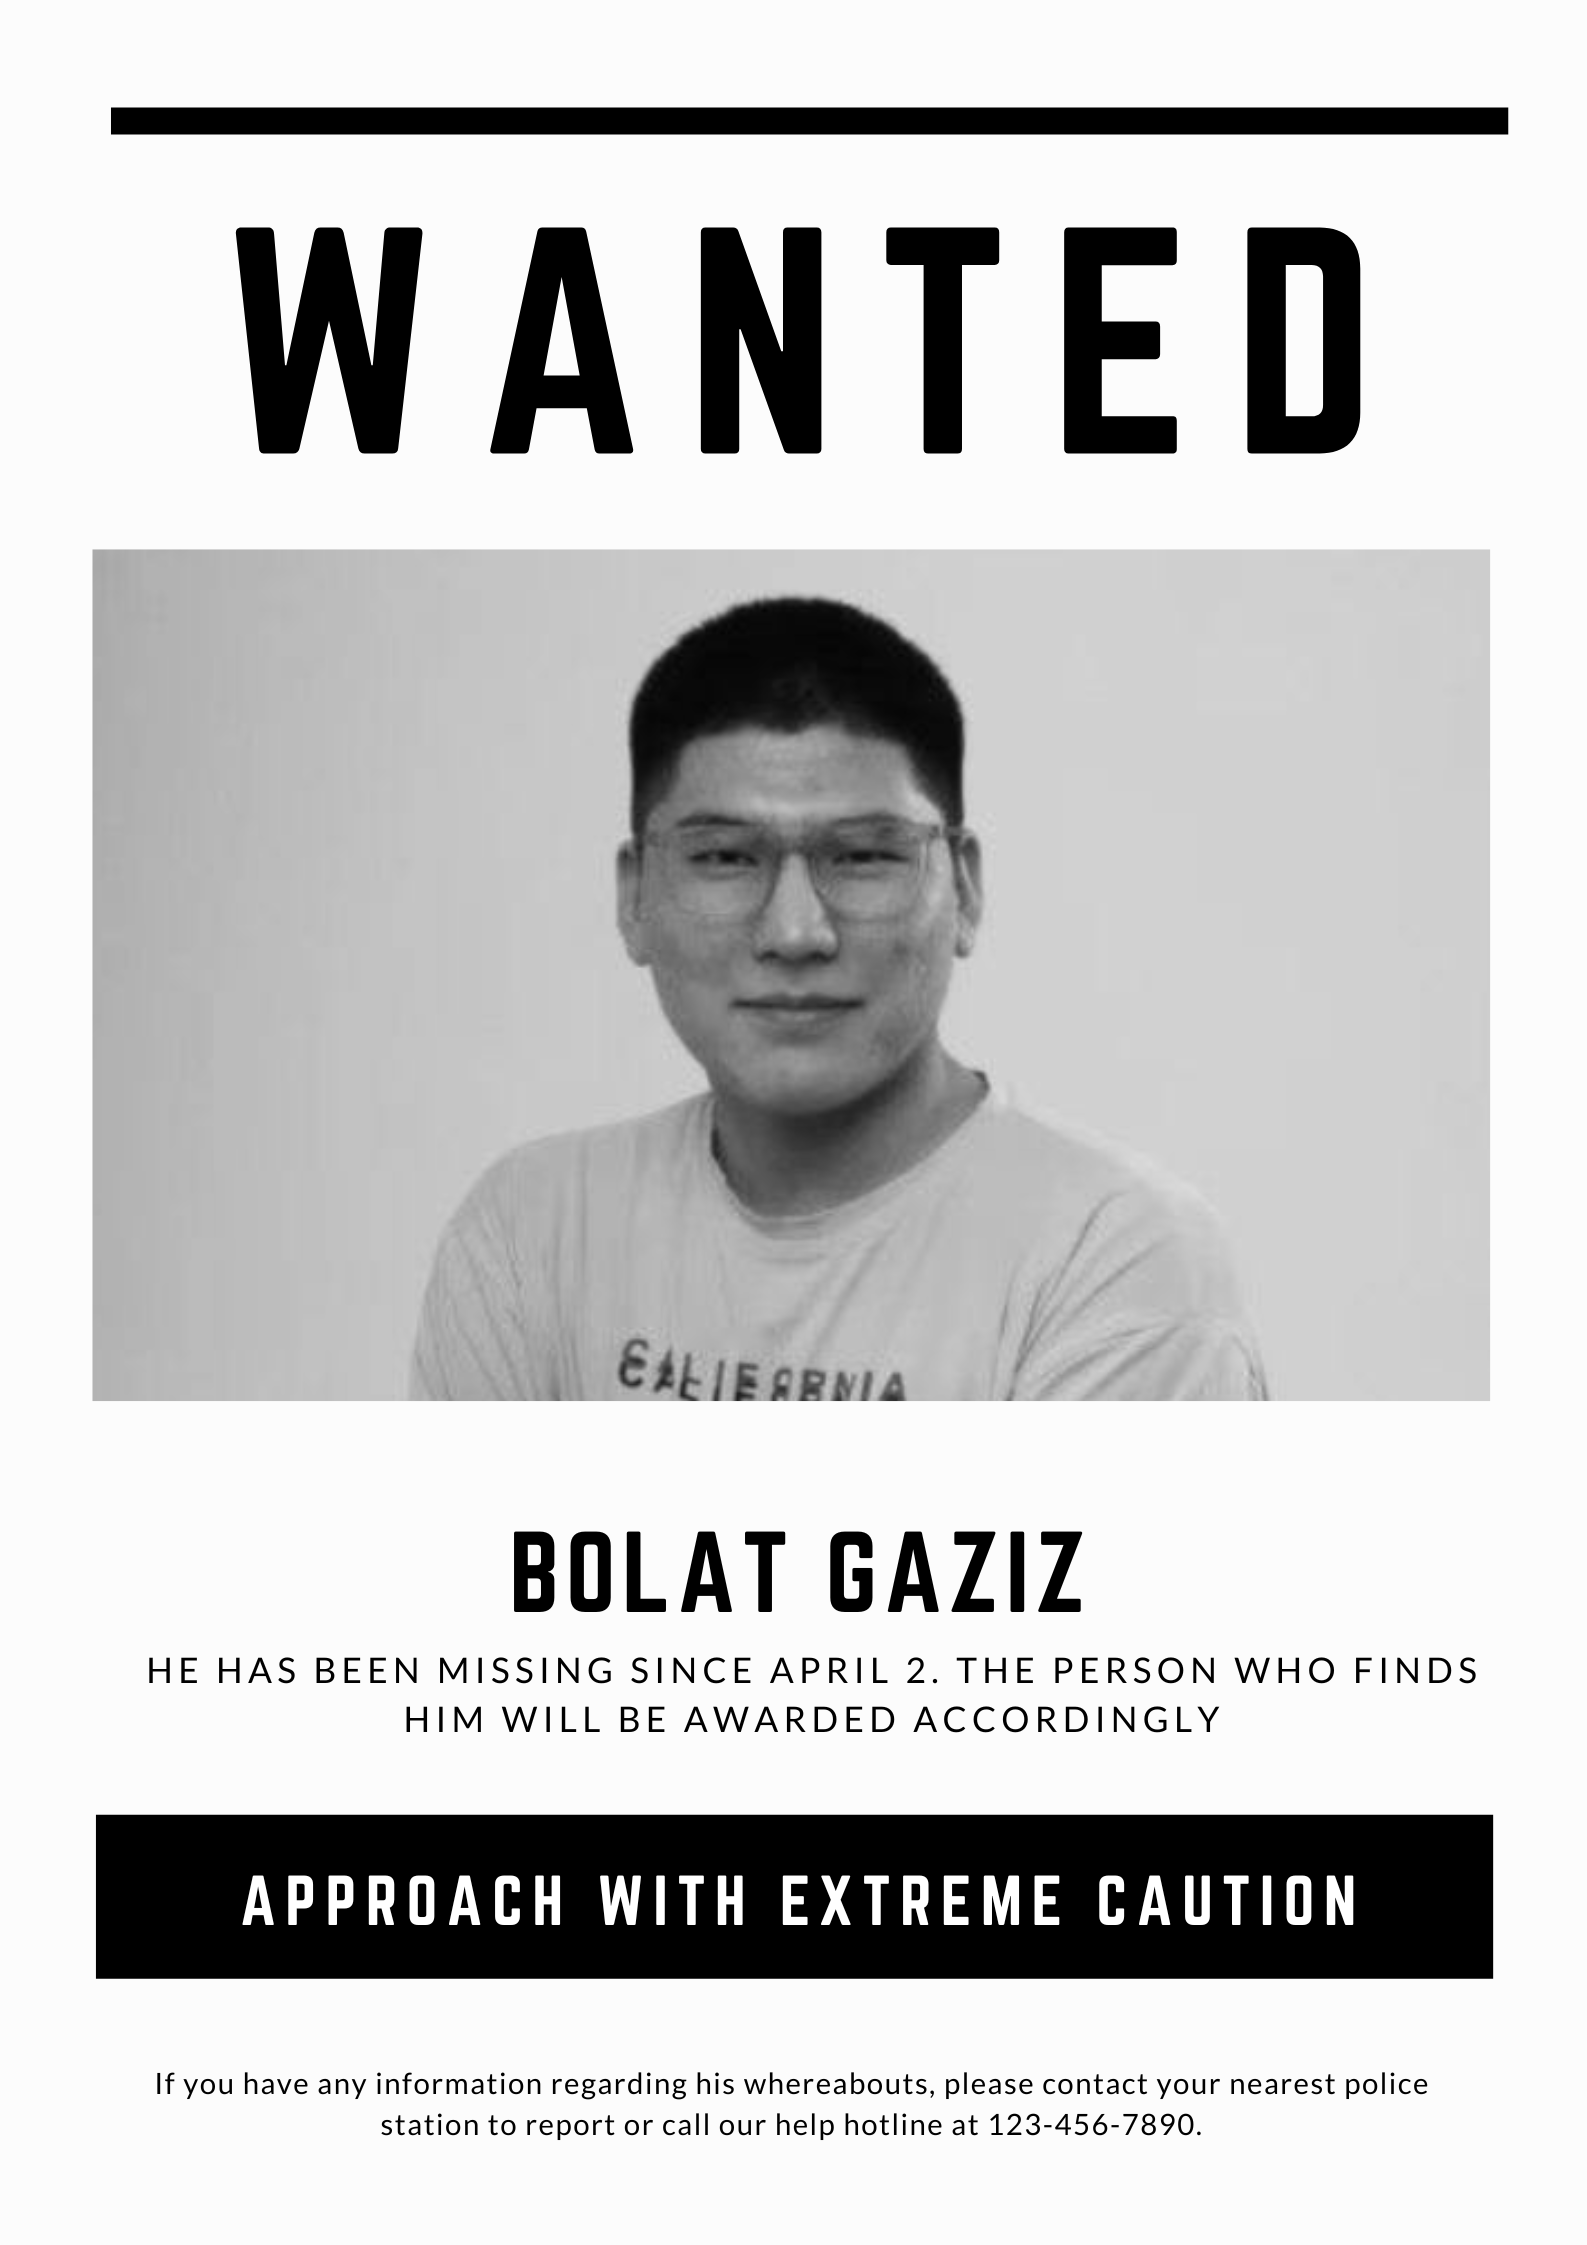 WANTED
CALIFORNIA
BOLAT GAZIZ
HE HAS BEEN MISSING SINCE APRIL 2. THE PERSON WHO FINDS
HIM WILL BE AWARDED ACCORDINGLY
APPROACH WITH EXTREME CAUTION
If you have any information regarding his whereabouts, please contact your nearest police
station to report or call our help hotline at 123-456-7890.